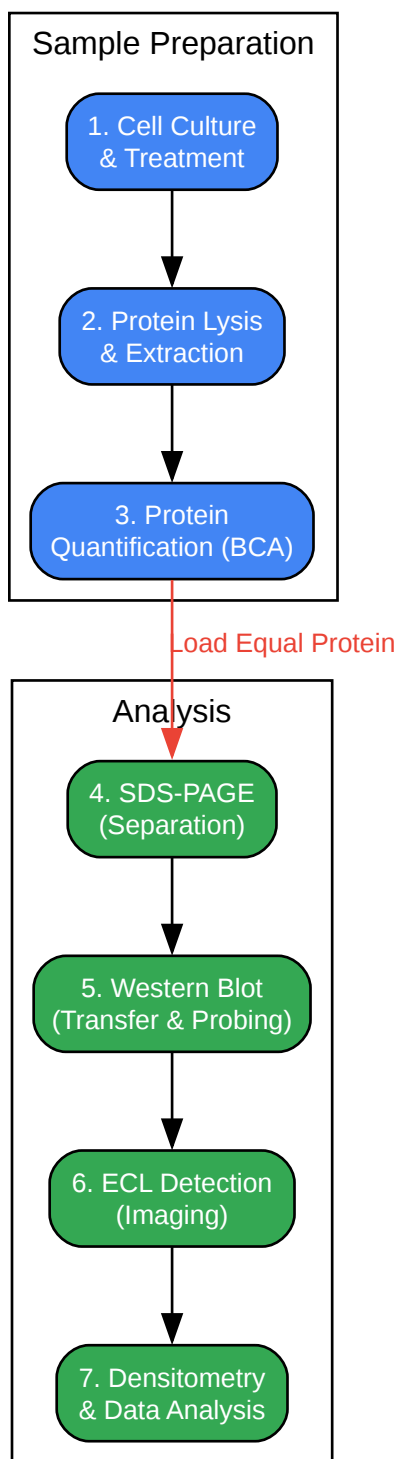 Sample Preparation
1. Cell Culture
& Treatment
2. Protein Lysis
& Extraction
3. Protein
Quantification (BCA)
Load Equal Protein
Analysis
4. SDS-PAGE
(Separation)
5. Western Blot
(Transfer & Probing)
6. ECL Detection
(Imaging)
7. Densitometry
& Data Analysis